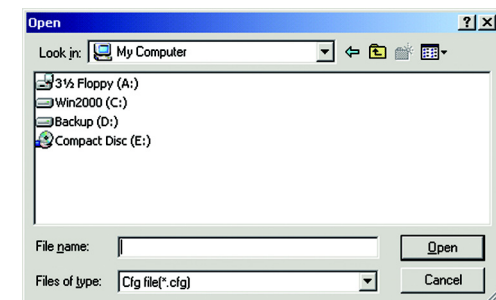 Open
Look in: My Computer
3½ Floppy (A:)
Win2000 (C:)
Backup (D:)
Compact Disc (E:)
File name:
Open
Files of type: Cfg file(*.cfg)
Cancel